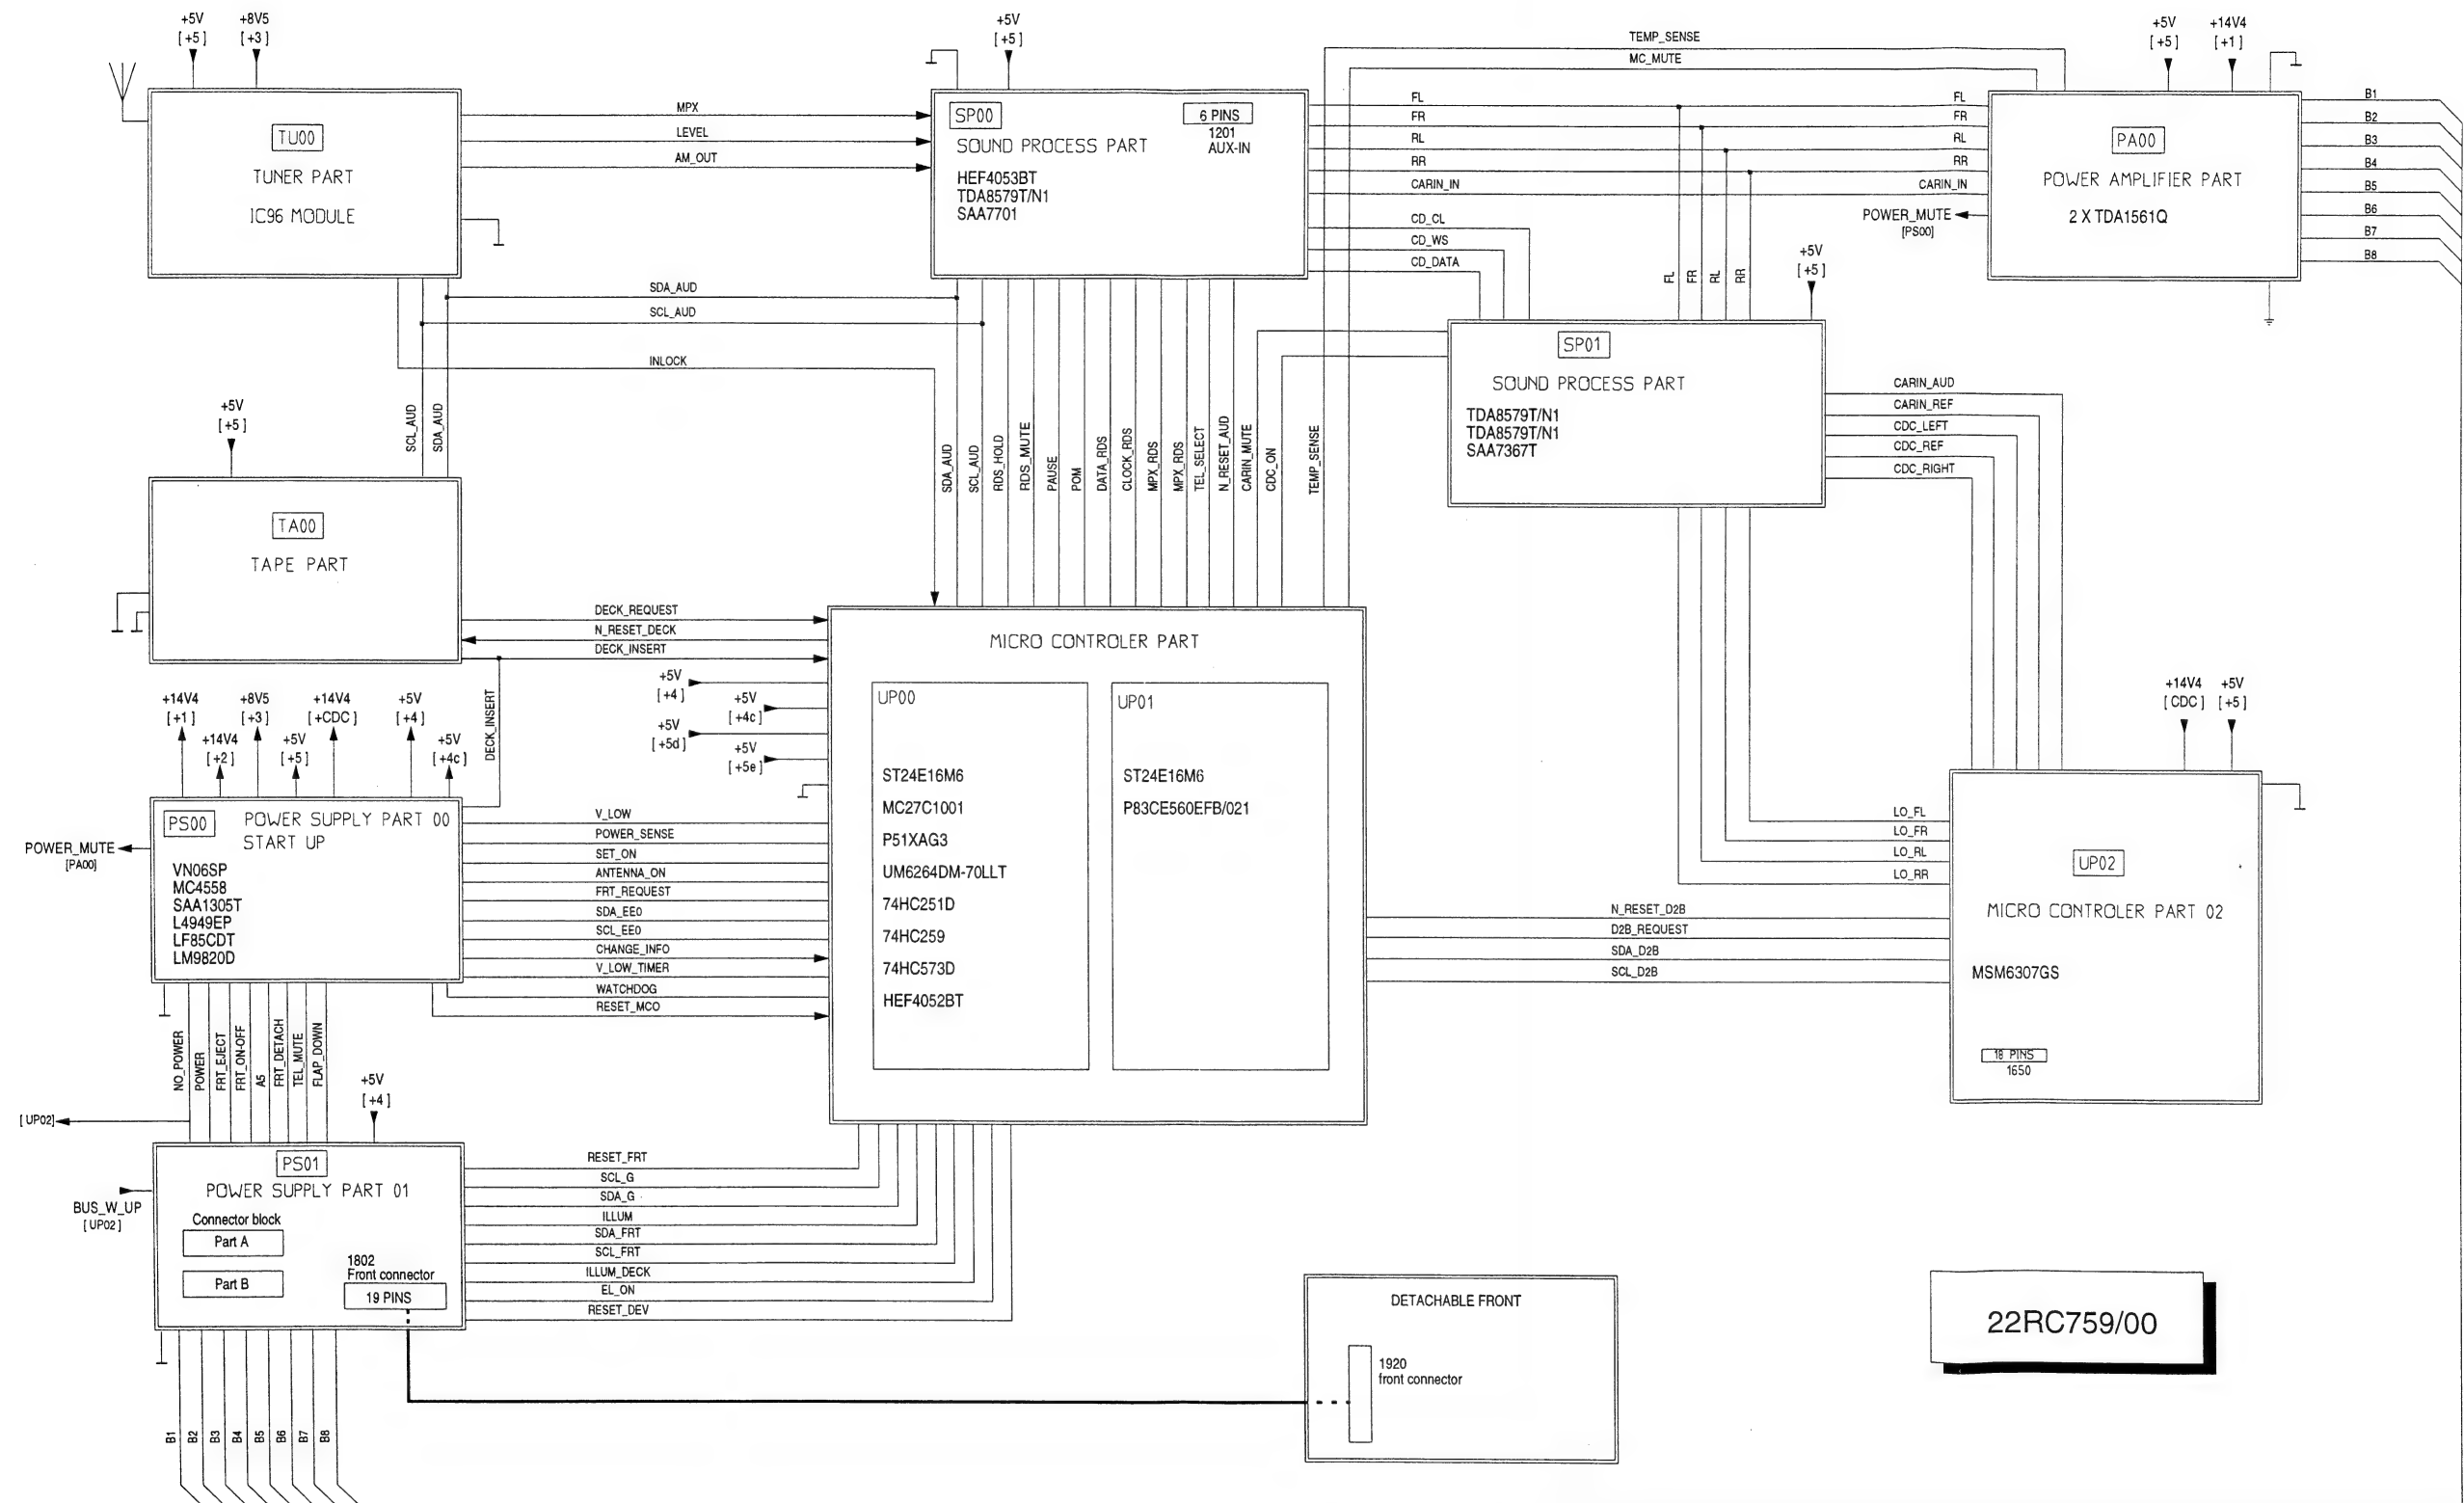 +5V
[ +5 ]
+8V5
[ +3 ]
TU00
TUNER PART
IC96 MODULE
MPX
LEVEL
AM_OUT
+5V
[ +5 ]
SP00
SOUND PROCESS PART
HEF4053BT
TDA8579T/N1
SAA7701
6 PINS
1201
AUX-IN
TEMP_SENSE
MC_MUTE
FL
FR
RL
RR
CARIN_IN
CD_CL
CD_WS
CD_DATA
FL
FR
RL
RR
CARIN_IN
POWER_MUTE
[PS00]
+5V
[ +5 ]
+14V4
[ +1 ]
PA00
POWER AMPLIFIER PART
2 X TDA1561Q
B1
B2
B3
B4
B5
B6
B7
B8
FL
FR
RL
RR
+5V
[ +5 ]
SP01
SOUND PROCESS PART
TDA8579T/N1
TDA8579T/N1
SAA7367T
CARIN_AUD
CARIN_REF
CDC_LEFT
CDC_REF
CDC_RIGHT
SDA_AUD
SCL_AUD
INLOCK
SCL_AUD
SDA_AUD
SDA_AUD
SCL_AUD
RDS_HOLD
RDS_MUTE
PAUSE
POM
DATA_RDS
CLOCK_RDS
MPX_RDS
MPX_RDS
TEL_SELECT
N_RESET_AUD
CARIN_MUTE
CDC_ON
TEMP_SENSE
+5V
[ +5 ]
TA00
TAPE PART
DECK_REQUEST
N_RESET_DECK
DECK_INSERT
DECK_INSERT
+5V
[ +4 ]
+5V
[ +4c ]
+5V
[ +5d ]
+5V
[ +5e ]
MICRO CONTROLER PART
UP00
ST24E16M6
MC27C1001
P51XAG3
UM6264DM-70LLT
74HC251D
74HC259
74HC573D
HEF4052BT
UP01
ST24E16M6
P83CE560EFB/021
+14V4
[ +1 ]
+14V4
[ +2 ]
+8V5
[ +3 ]
+5V
[ +5 ]
+14V4
[ +CDC ]
+5V
[ +4 ]
+5V
[ +4c ]
PS00
POWER SUPPLY PART 00
START UP
VN06SP
MC4558
SAA1305T
L4949EP
LF85CDT
LM9820D
POWER_MUTE
[PA00]
V_LOW
POWER_SENSE
SET_ON
ANTENNA_ON
FRT_REQUEST
SDA_EE0
SCL_EE0
CHANGE_INFO
V_LOW_TIMER
WATCHDOG
RESET_MCO
+14V4
[ CDC ]
+5V
[ +5 ]
LO_FL
LO_FR
LO_RL
LO_RR
N_RESET_D2B
D2B_REQUEST
SDA_D2B
SCL_D2B
UP02
MICRO CONTROLER PART 02
MSM6307GS
18 PINS
1650
NO_POWER
POWER
FRT_EJECT
FRT_ON-OFF
A5
FRT_DETACH
TEL_MUTE
FLAP_DOWN
+5V
[ +4 ]
[ UP02]
PS01
POWER SUPPLY PART 01
Connector block
Part A
Part B
1802
Front connector
19 PINS
BUS_W_UP
[ UP02 ]
RESET_FRT
SCL_G
SDA_G
ILLUM
SDA_FRT
SCL_FRT
ILLUM_DECK
EL_ON
RESET_DEV
B1
B2
B3
B4
B5
B6
B7
B8
DETACHABLE FRONT
1920
front connector
22RC759/00